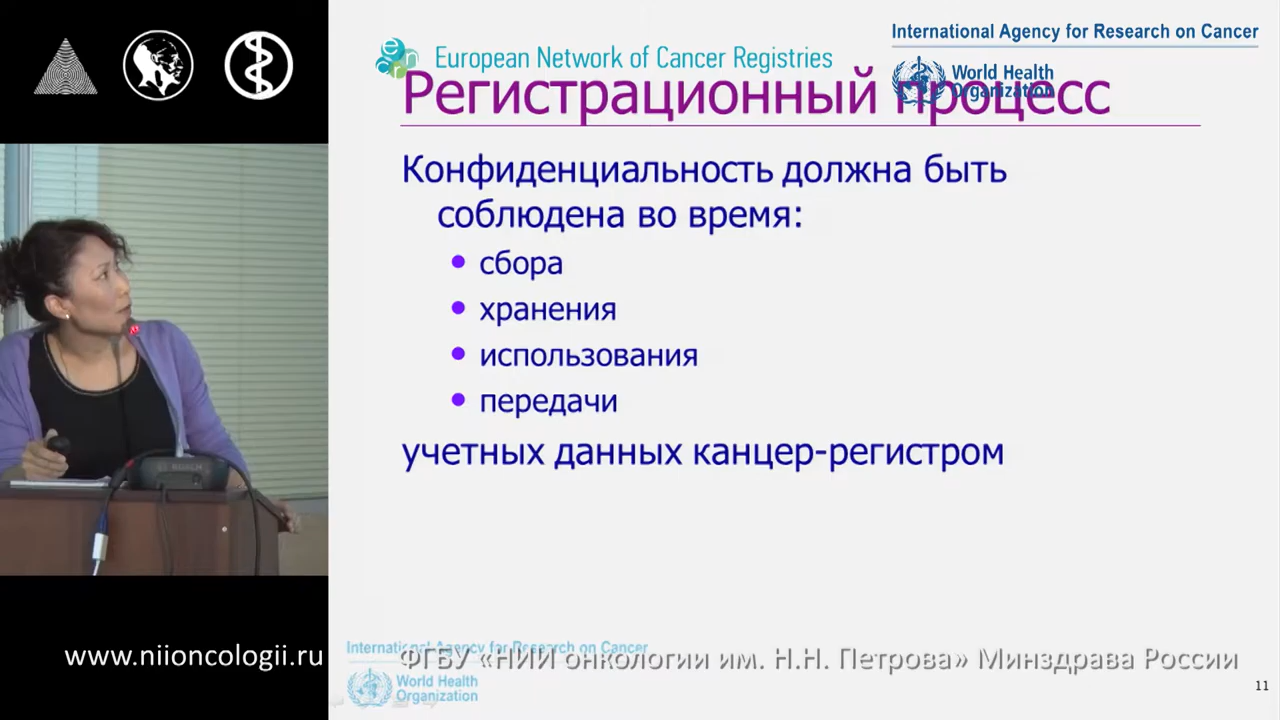 European Network of Cancer Registries
International Agency for Research on Cancer
World Health
Organization
Регистрационный процесс
Конфиденциальность должна быть
соблюдена во время:
сбора
хранения
использования
передачи
учетных данных канцер-регистром
www.niioncologii.ru
International Agency for Research on Cancer
ФГБУ «НИИ онкологии им. Н.Н. Петрова» Минздрава России
World Health
Organization
11